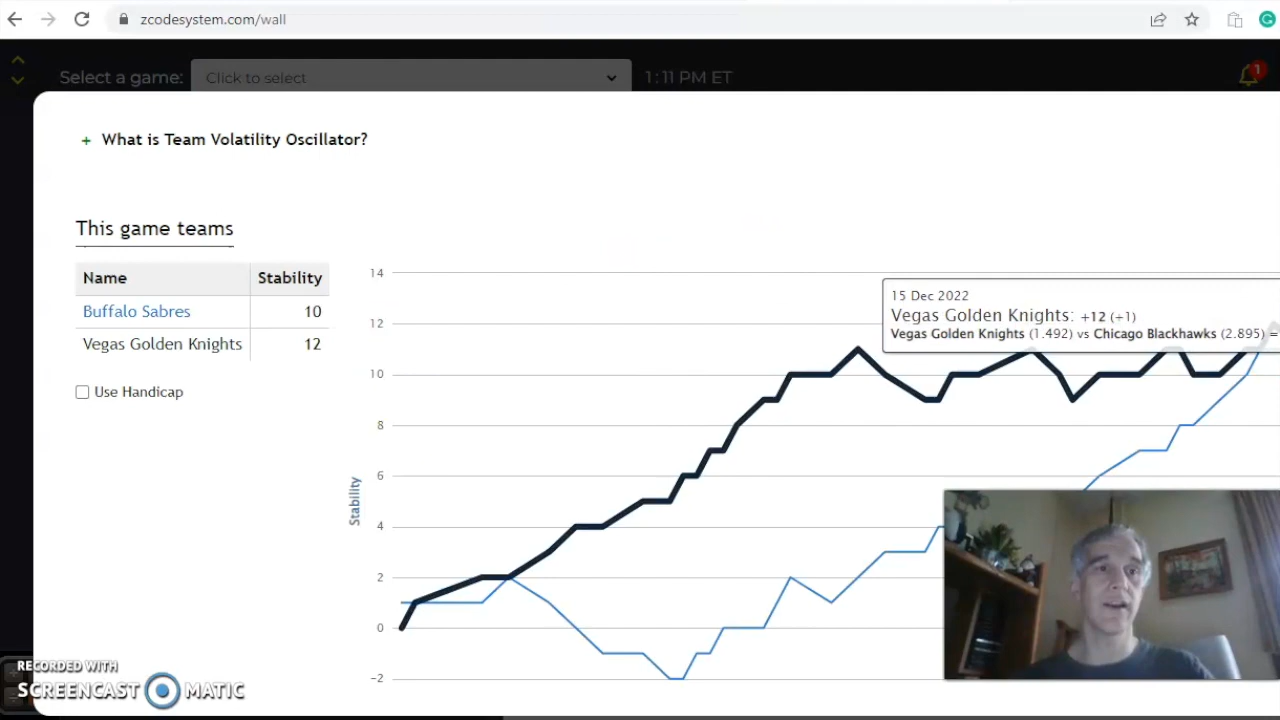 zcodesystem.com/wall
Select a game: Click to select 1:11 PM ET
1
+ What is Team Volatility Oscillator?
This game teams
Name Stability
Buffalo Sabres 10
Vegas Golden Knights 12
Use Handicap
Stability
14
12
10
8
6
4
2
0
-2
15 Dec 2022
Vegas Golden Knights: +12 (+1)
Vegas Golden Knights (1.492) vs Chicago Blackhawks (2.895) =
RECORDED WITH
SCREENCAST MATIC